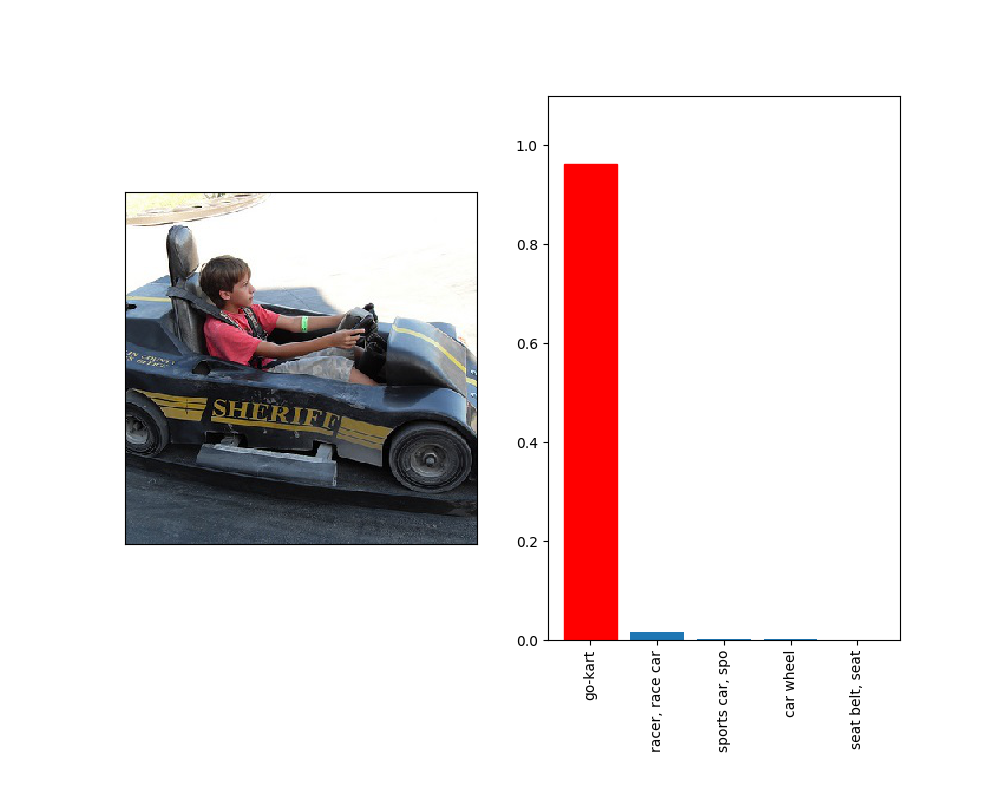 SHERIFF
1.0
0.8
0.6
0.4
0.2
0.0
go-kart
racer, race car
sports car, spo
car wheel
seat belt, seat